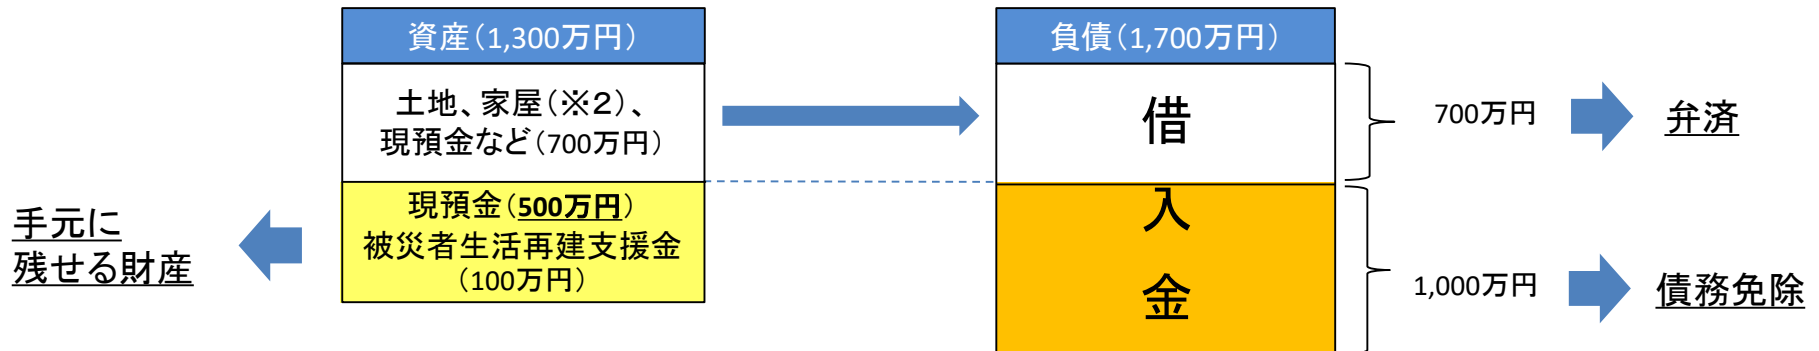 資産（1,300万円）
土地、家屋（※２）、
現預金など（700万円）
現預金（500万円）
被災者生活再建支援金
（100万円）
手元に
残せる財産
負債（1,700万円）
借
入
金
700万円
弁済
1,000万円
債務免除